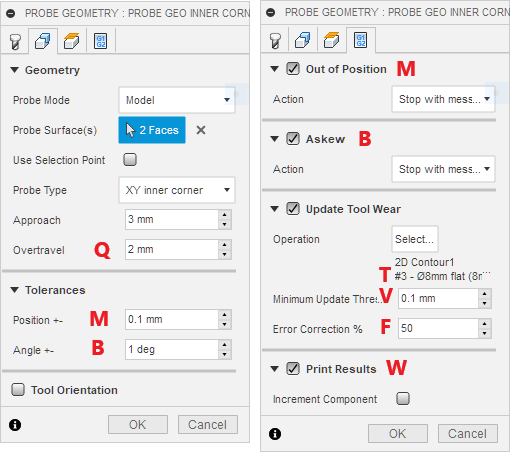 PROBE GEOMETRY : PROBE GEO INNER CORN
Geometry
Probe Mode Model
Probe Surface(s) 2 Faces
Use Selection Point
Probe Type XY inner corner
Approach 3 mm
Overtravel Q 2 mm
Tolerances
Position +- M 0.1 mm
Angle +- B 1 deg
Tool Orientation
OK Cancel
PROBE GEOMETRY : PROBE GEO INNER CORN
G1
G2
Out of Position M
Action Stop with mess...
Askew B
Action Stop with mess...
Update Tool Wear
Operation Select...
2D Contour1
T #3 - Ø8mm flat (8r...
Minimum Update Thre... V 0.1 mm
Error Correction % F 50
Print Results W
Increment Component
OK Cancel